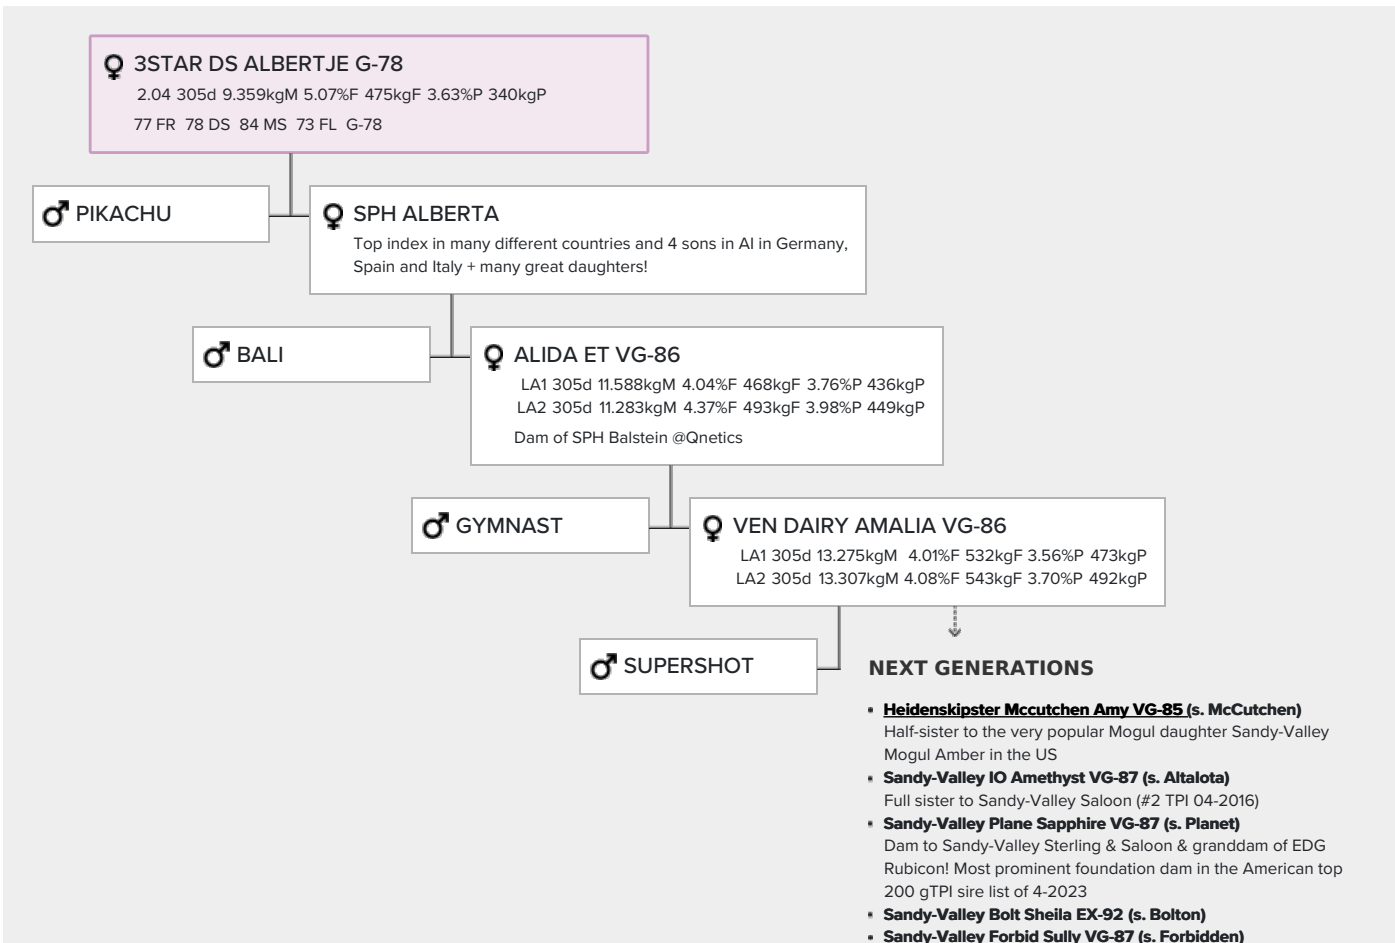 3STAR DS ALBERTJE G-78
2.04 305d 9.359kgM 5.07%F 475kgF 3.63%P 340kgP
77 FR 78 DS 84 MS 73 FL G-78
PIKACHU
SPH ALBERTA
Top index in many different countries and 4 sons in AI in Germany,
Spain and Italy + many great daughters!
BALI
ALIDA ET VG-86
LA1 305d 11.588kgM 4.04%F 468kgF 3.76%P 436kgP
LA2 305d 11.283kgM 4.37%F 493kgF 3.98%P 449kgP
Dam of SPH Balstein @Qnetics
GYMNAST
VEN DAIRY AMALIA VG-86
LA1 305d 13.275kgM 4.01%F 532kgF 3.56%P 473kgP
LA2 305d 13.307kgM 4.08%F 543kgF 3.70%P 492kgP
SUPERSHOT
NEXT GENERATIONS
• Heidenskipster Mccutchen Amy VG-85 (s. McCutchen)
Half-sister to the very popular Mogul daughter Sandy-Valley
Mogul Amber in the US
• Sandy-Valley IO Amethyst VG-87 (s. AltaIota)
Full sister to Sandy-Valley Saloon (#2 TPI 04-2016)
• Sandy-Valley Plane Sapphire VG-87 (s. Planet)
Dam to Sandy-Valley Sterling & Saloon & granddam of EDG
Rubicon! Most prominent foundation dam in the American top
200 gTPI sire list of 4-2023
• Sandy-Valley Bolt Sheila EX-92 (s. Bolton)
• Sandy-Valley Forbid Sully VG-87 (s. Forbidden)